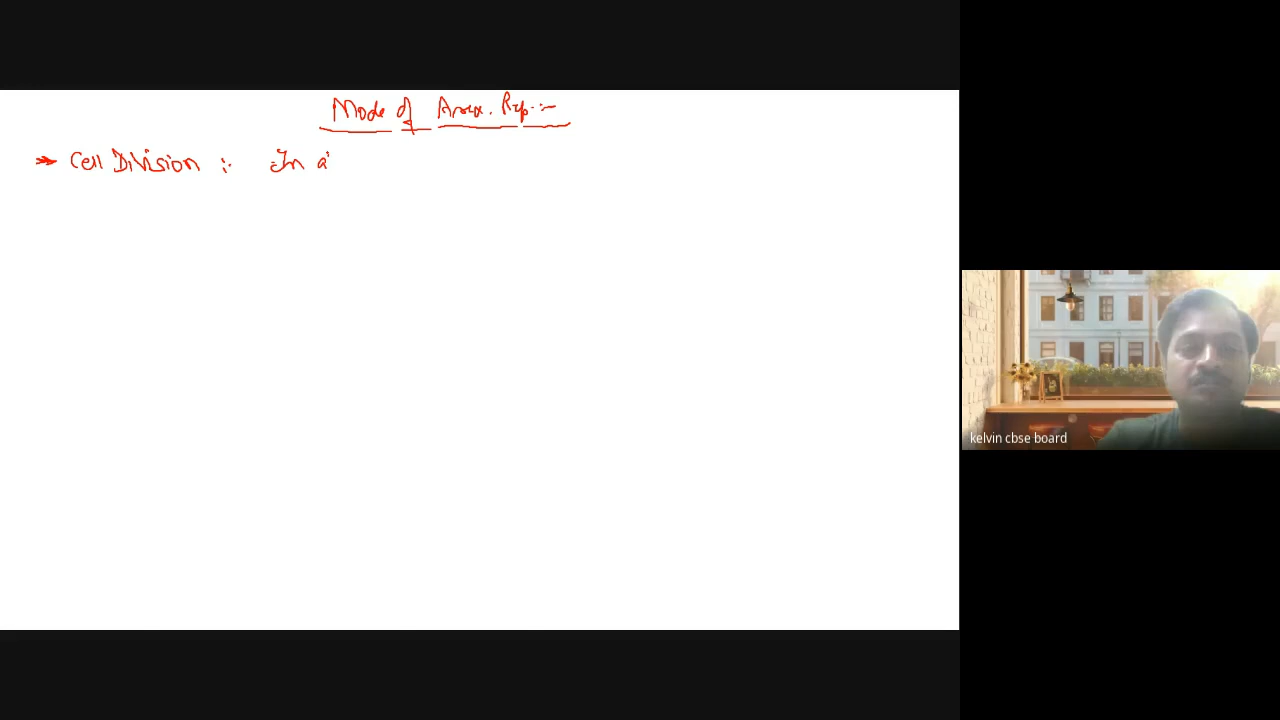 Mode of Asex. Rep. :-
→ Cell Division :- In a
kelvin cbse board